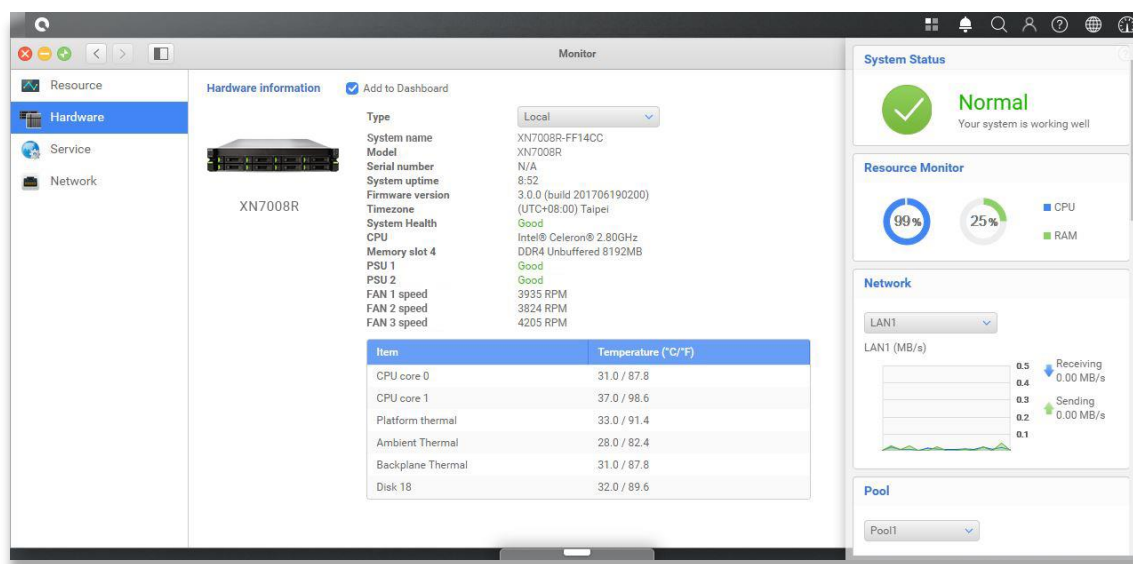 Monitor
Resource
Hardware
Service
Network
Hardware information
Add to Dashboard
XN7008R
Type Local
System name XN7008R-FF14CC
Model XN7008R
Serial number N/A
System uptime 8:52
Firmware version 3.0.0 (build 201706190200)
Timezone (UTC+08:00) Taipei
System Health Good
CPU Intel® Celeron® 2.80GHz
Memory slot 4 DDR4 Unbuffered 8192MB
PSU 1 Good
PSU 2 Good
FAN 1 speed 3935 RPM
FAN 2 speed 3824 RPM
FAN 3 speed 4205 RPM
Item Temperature (°C/°F)
CPU core 0 31.0 / 87.8
CPU core 1 37.0 / 98.6
Platform thermal 33.0 / 91.4
Ambient Thermal 28.0 / 82.4
Backplane Thermal 31.0 / 87.8
Disk 18 32.0 / 89.6
System Status
Normal
Your system is working well
Resource Monitor
99%
25%
CPU
RAM
Network
LAN1
LAN1 (MB/s)
0.5
0.4
0.3
0.2
0.1
Receiving
0.00 MB/s
Sending
0.00 MB/s
Pool
Pool1